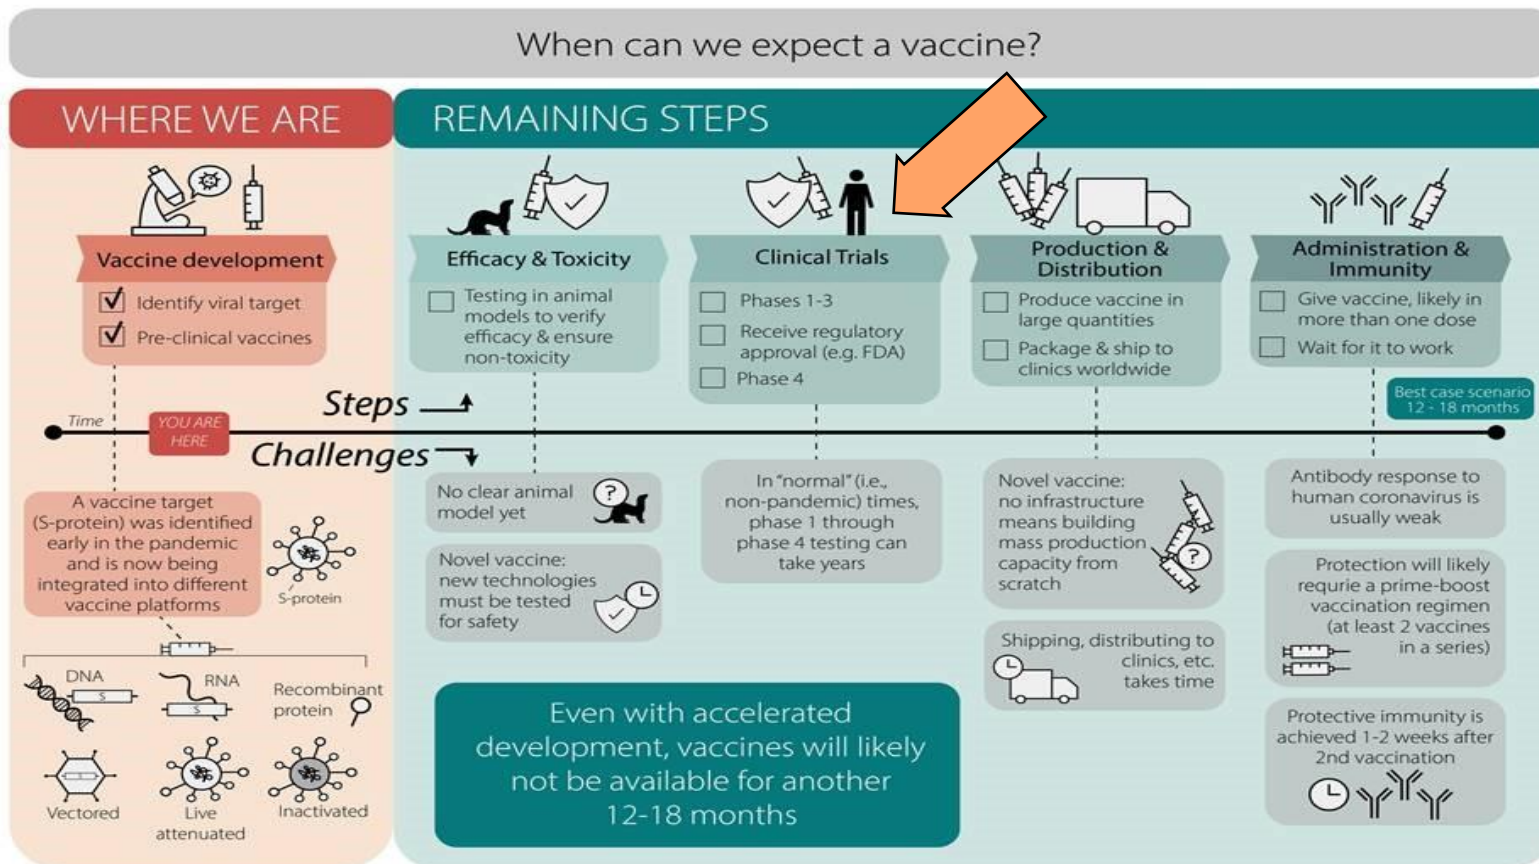 When can we expect a vaccine?
WHERE WE ARE
REMAINING STEPS
Vaccine development
Identify viral target
Pre-clinical vaccines
Efficacy & Toxicity
Testing in animal
models to verify
efficacy & ensure
non-toxicity
Clinical Trials
Phases 1-3
Receive regulatory
approval (e.g. FDA)
Phase 4
Production &
Distribution
Produce vaccine in
large quantities
Package & ship to
clinics worldwide
Administration &
Immunity
Give vaccine, likely in
more than one dose
Wait for it to work
Best case scenario
12 - 18 months
Steps
Time
YOU ARE
HERE
Challenges
A vaccine target
(S-protein) was identified
early in the pandemic
and is now being
integrated into different
vaccine platforms
S-protein
DNA
S
RNA
S
Recombinant
protein
Vectored
Live
attenuated
Inactivated
No clear animal
model yet
?
Novel vaccine:
new technologies
must be tested
for safety
In "normal" (i.e.,
non-pandemic) times,
phase 1 through
phase 4 testing can
take years
Novel vaccine:
no infrastructure
means building
mass production
capacity from
scratch
?
Shipping, distributing to
clinics, etc.
takes time
Antibody response to
human coronavirus is
usually weak
Protection will likely
requrie a prime-boost
vaccination regimen
(at least 2 vaccines
in a series)
Protective immunity is
achieved 1-2 weeks after
2nd vaccination
Even with accelerated
development, vaccines will likely
not be available for another
12-18 months